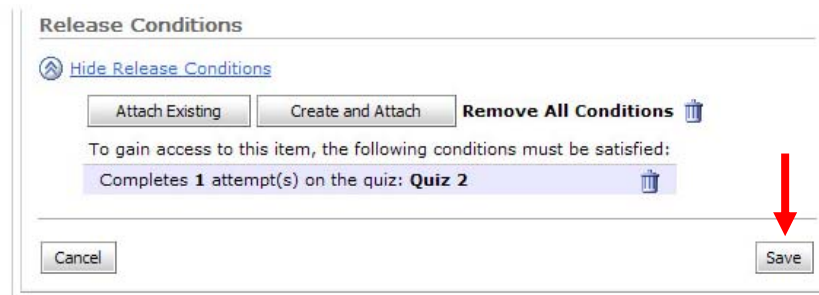 Release Conditions
Hide Release Conditions
Attach Existing Create and Attach Remove All Conditions
To gain access to this item, the following conditions must be satisfied:
Completes 1 attempt(s) on the quiz: Quiz 2
Cancel Save